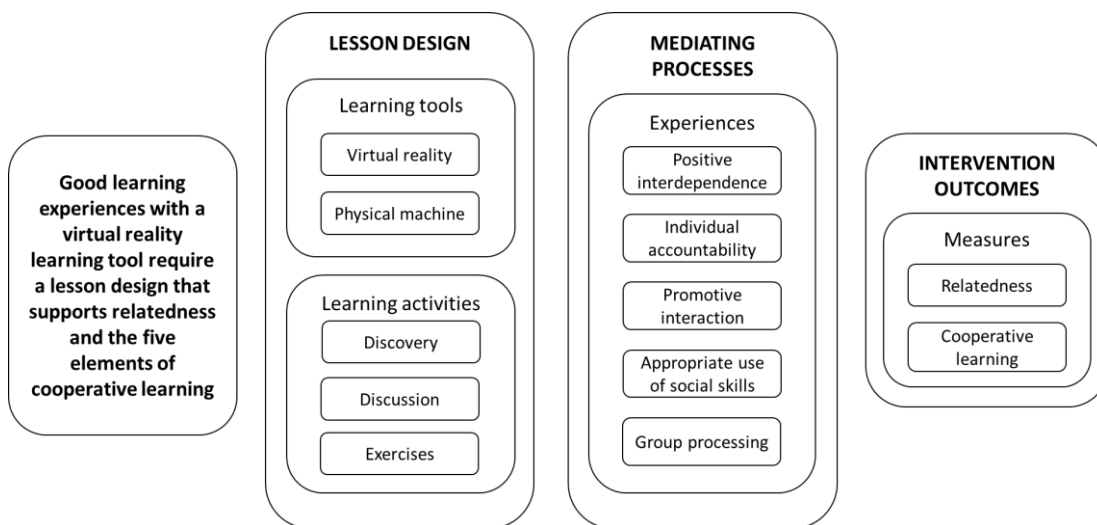 Good learning
experiences with a
virtual reality
learning tool require
a lesson design that
supports relatedness
and the five
elements of
cooperative learning
LESSON DESIGN
Learning tools
Virtual reality
Physical machine
Learning activities
Discovery
Discussion
Exercises
MEDIATING
PROCESSES
Experiences
Positive
interdependence
Individual
accountability
Promotive
interaction
Appropriate use
of social skills
Group processing
INTERVENTION
OUTCOMES
Measures
Relatedness
Cooperative
learning